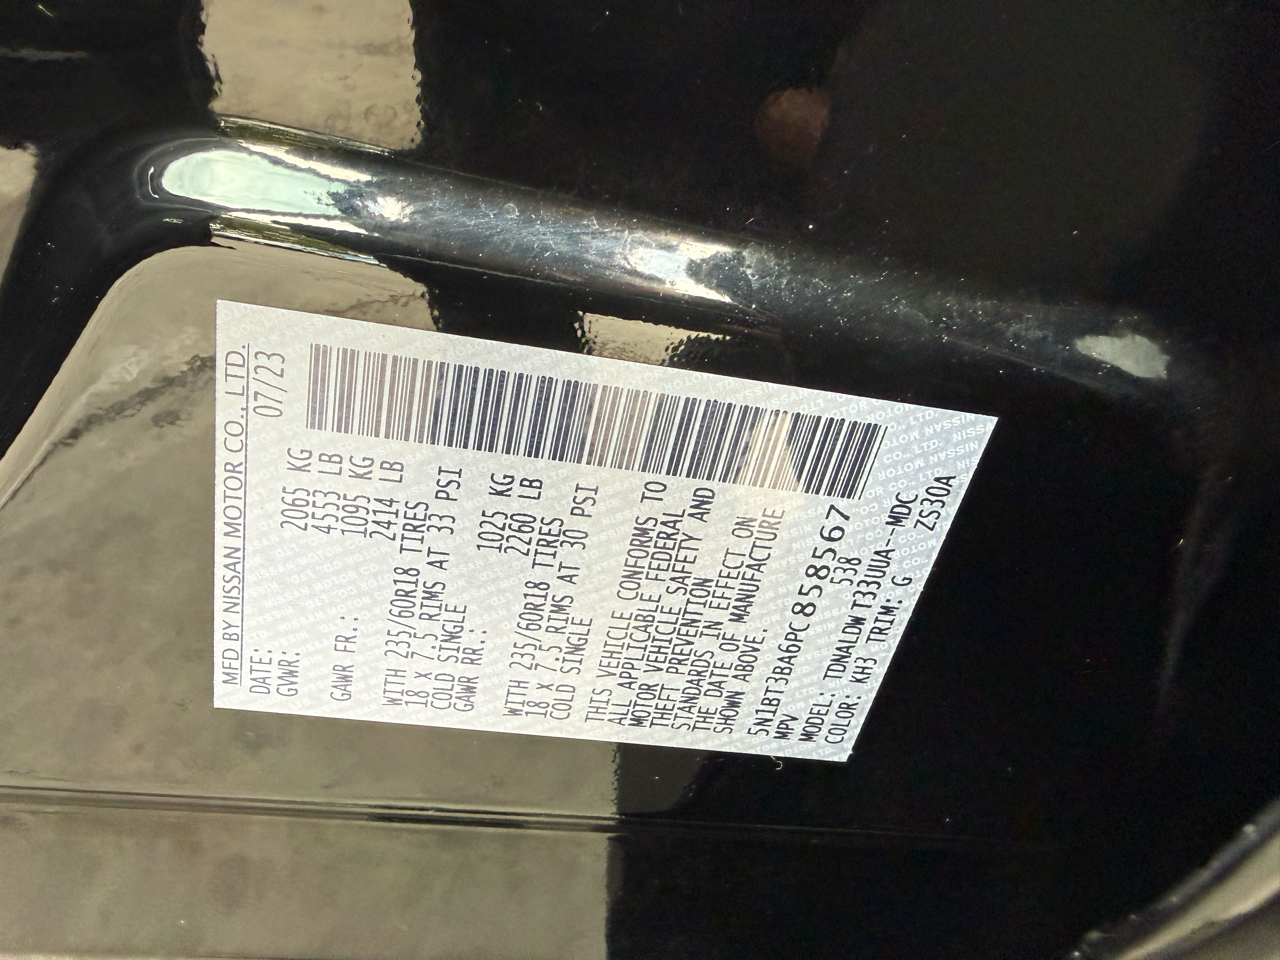 MFD BY NISSAN MOTOR CO., LTD.
DATE: 07/23
GVWR: 2065 KG
4553 LB
GAWR FR.: 1095 KG
2414 LB
WITH 235/60R18 TIRES
18 x 7.5 RIMS AT 33 PSI
COLD SINGLE
GAWR RR.: 1025 KG
2260 LB
WITH 235/60R18 TIRES
18 X 7.5 RIMS AT 30 PSI
COLD SINGLE
THIS VEHICLE CONFORMS TO
ALL APPLICABLE FEDERAL
MOTOR VEHICLE SAFETY AND
THEFT PREVENTION
STANDARDS IN EFFECT ON
THE DATE OF MANUFACTURE
SHOWN ABOVE.
5N1BT3BA6PC858567
MPV 538
MODEL: TDNALDWT33UUA--MDC
COLOR: KH3 TRIM: G ZS30A